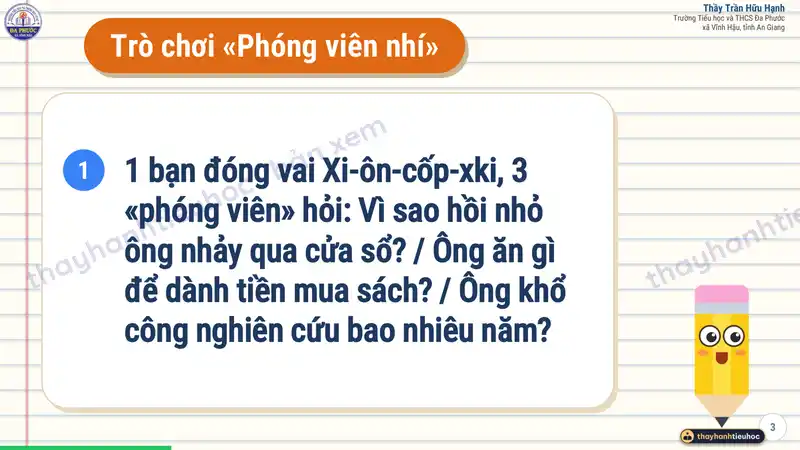 Thầy Trần Hữu Hạnh
Trường Tiểu học và THCS Đa Phước
xã Vĩnh Hậu, tỉnh An Giang
ĐA PHƯỚC
Trò chơi «Phóng viên nhí»
1
1 bạn đóng vai Xi-ôn-cốp-xki, 3
«phóng viên» hỏi: Vì sao hồi nhỏ
ông nhảy qua cửa sổ? / Ông ăn gì
để dành tiền mua sách? / Ông khổ
công nghiên cứu bao nhiêu năm?
3
thayhanhtieuhoc